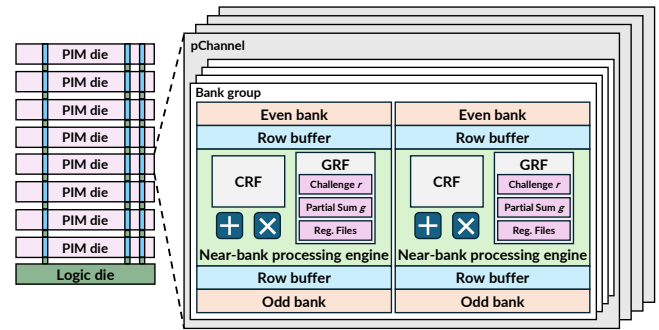 PIM die
PIM die
PIM die
PIM die
PIM die
PIM die
PIM die
PIM die
Logic die
pChannel
Bank group
Even bank
Row buffer
CRF
GRF
Challenge r
Partial Sum g
Reg. Files
Near-bank processing engine
Row buffer
Odd bank
Even bank
Row buffer
CRF
GRF
Challenge r
Partial Sum g
Reg. Files
Near-bank processing engine
Row buffer
Odd bank